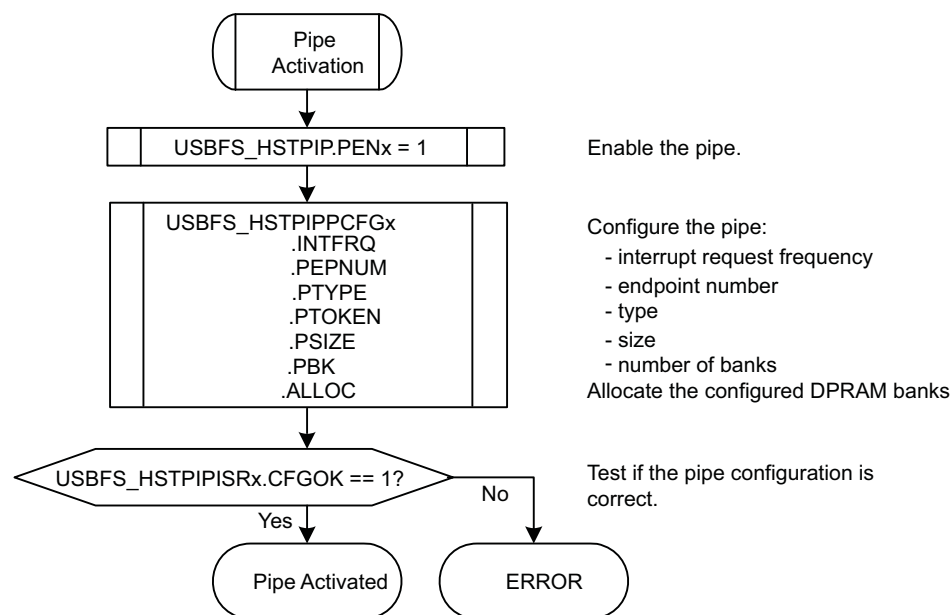 Pipe
Activation
USBFS_HSTPIP.PENx = 1
Enable the pipe.
USBFS_HSTPIPPCFGx
.INTFRQ
.PEPNUM
.PTYPE
.PTOKEN
.PSIZE
.PBK
.ALLOC
Configure the pipe:
- interrupt request frequency
- endpoint number
- type
- size
- number of banks
Allocate the configured DPRAM banks
USBFS_HSTPIPISRx.CFGOK == 1?
Test if the pipe configuration is
correct.
No
Yes
Pipe Activated
ERROR